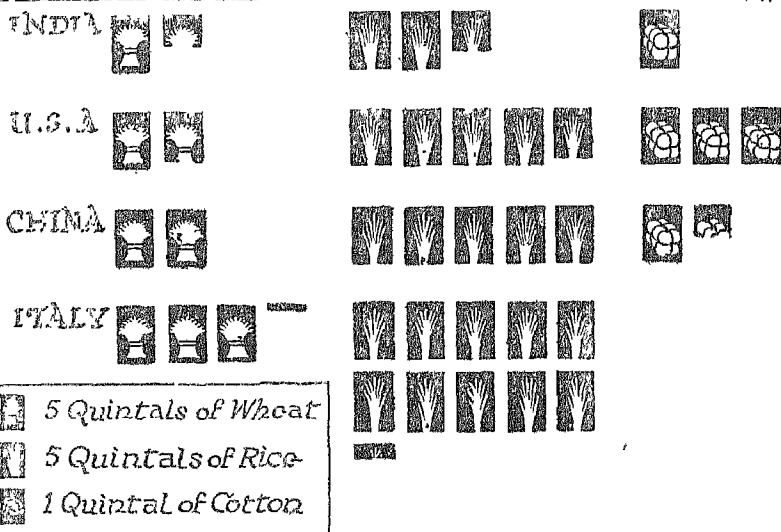 INDIA
U.S.A
CHINA
ITALY
5 Quintals of Wheat
5 Quintals of Rice
1 Quintal of Cotton